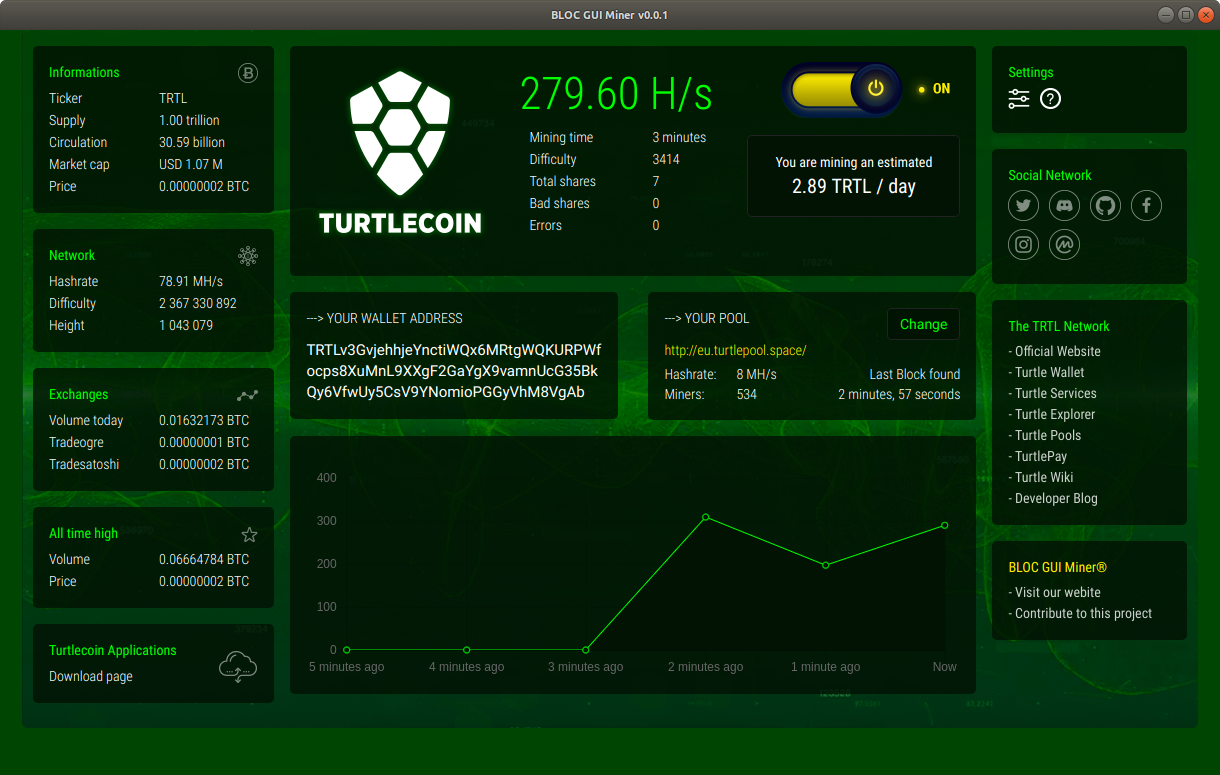 BLOC GUI Miner v0.0.1
Informations
Ticker TRTL
Supply 1.00 trillion
Circulation 30.59 billion
Market cap USD 1.07 M
Price 0.00000002 BTC
Network
Hashrate 78.91 MH/s
Difficulty 2 367 330 892
Height 1 043 079
Exchanges
Volume today 0.01632173 BTC
Tradeogre 0.00000001 BTC
Tradesatoshi 0.00000002 BTC
All time high
Volume 0.06664784 BTC
Price 0.00000002 BTC
Turtlecoin Applications
Download page
TURTLECOIN
279.60 H/s
Mining time 3 minutes
Difficulty 3414
Total shares 7
Bad shares 0
Errors 0
ON
You are mining an estimated
2.89 TRTL / day
---> YOUR WALLET ADDRESS
TRTLv3GvjehhjeYnctiWQx6MRtgWQKURPWf
ocps8XuMnL9XXgF2GaYgX9vamnUcG35Bk
Qy6VfwUy5CsV9YNomioPGGyVhM8VgAb
---> YOUR POOL
Change
http://eu.turtlepool.space/
Hashrate: 8 MH/s Last Block found
Miners: 534 2 minutes, 57 seconds
400
300
200
100
0
5 minutes ago 4 minutes ago 3 minutes ago 2 minutes ago 1 minute ago Now
Settings
Social Network
The TRTL Network
- Official Website
- Turtle Wallet
- Turtle Services
- Turtle Explorer
- Turtle Pools
- TurtlePay
- Turtle Wiki
- Developer Blog
BLOC GUI Miner®
- Visit our webite
- Contribute to this project